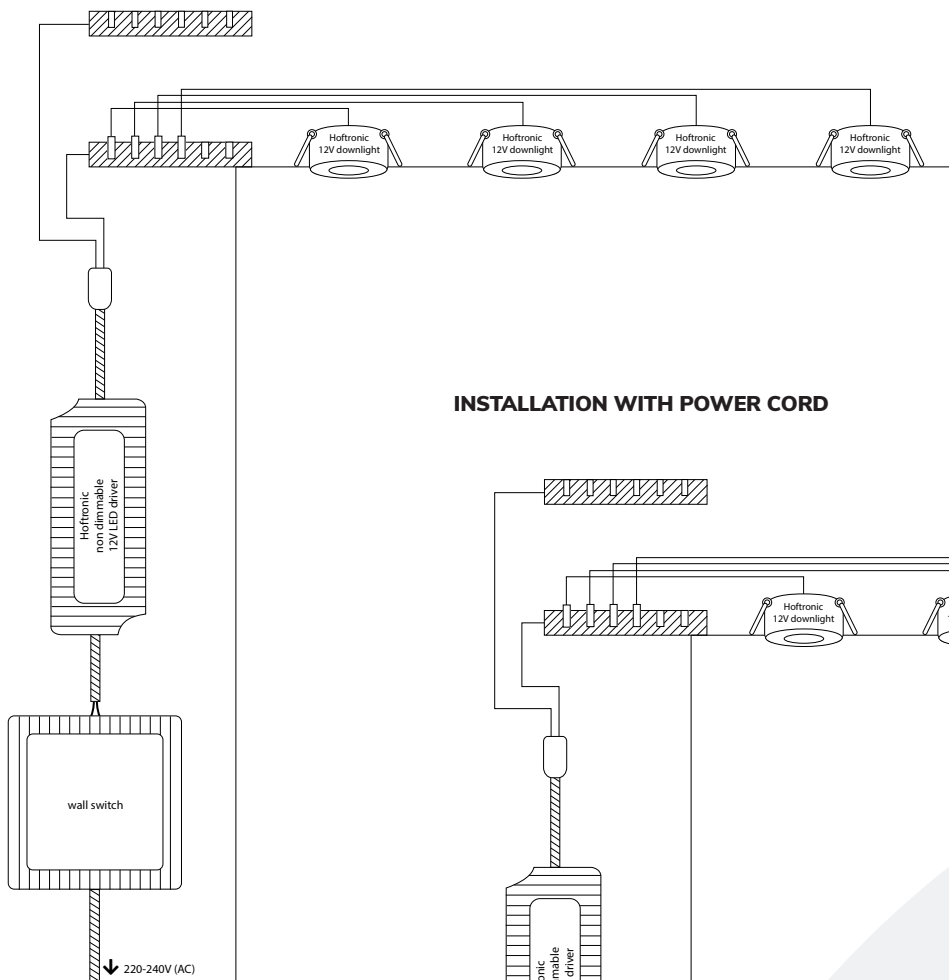 Hoftronic
12V downlight
Hoftronic
12V downlight
Hoftronic
12V downlight
Hoftronic
12V downlight
INSTALLATION WITH POWER CORD
Hoftronic
non dimmable
12V LED driver
Hoftronic
12V downlight
wall switch
driver
220-240V (AC)